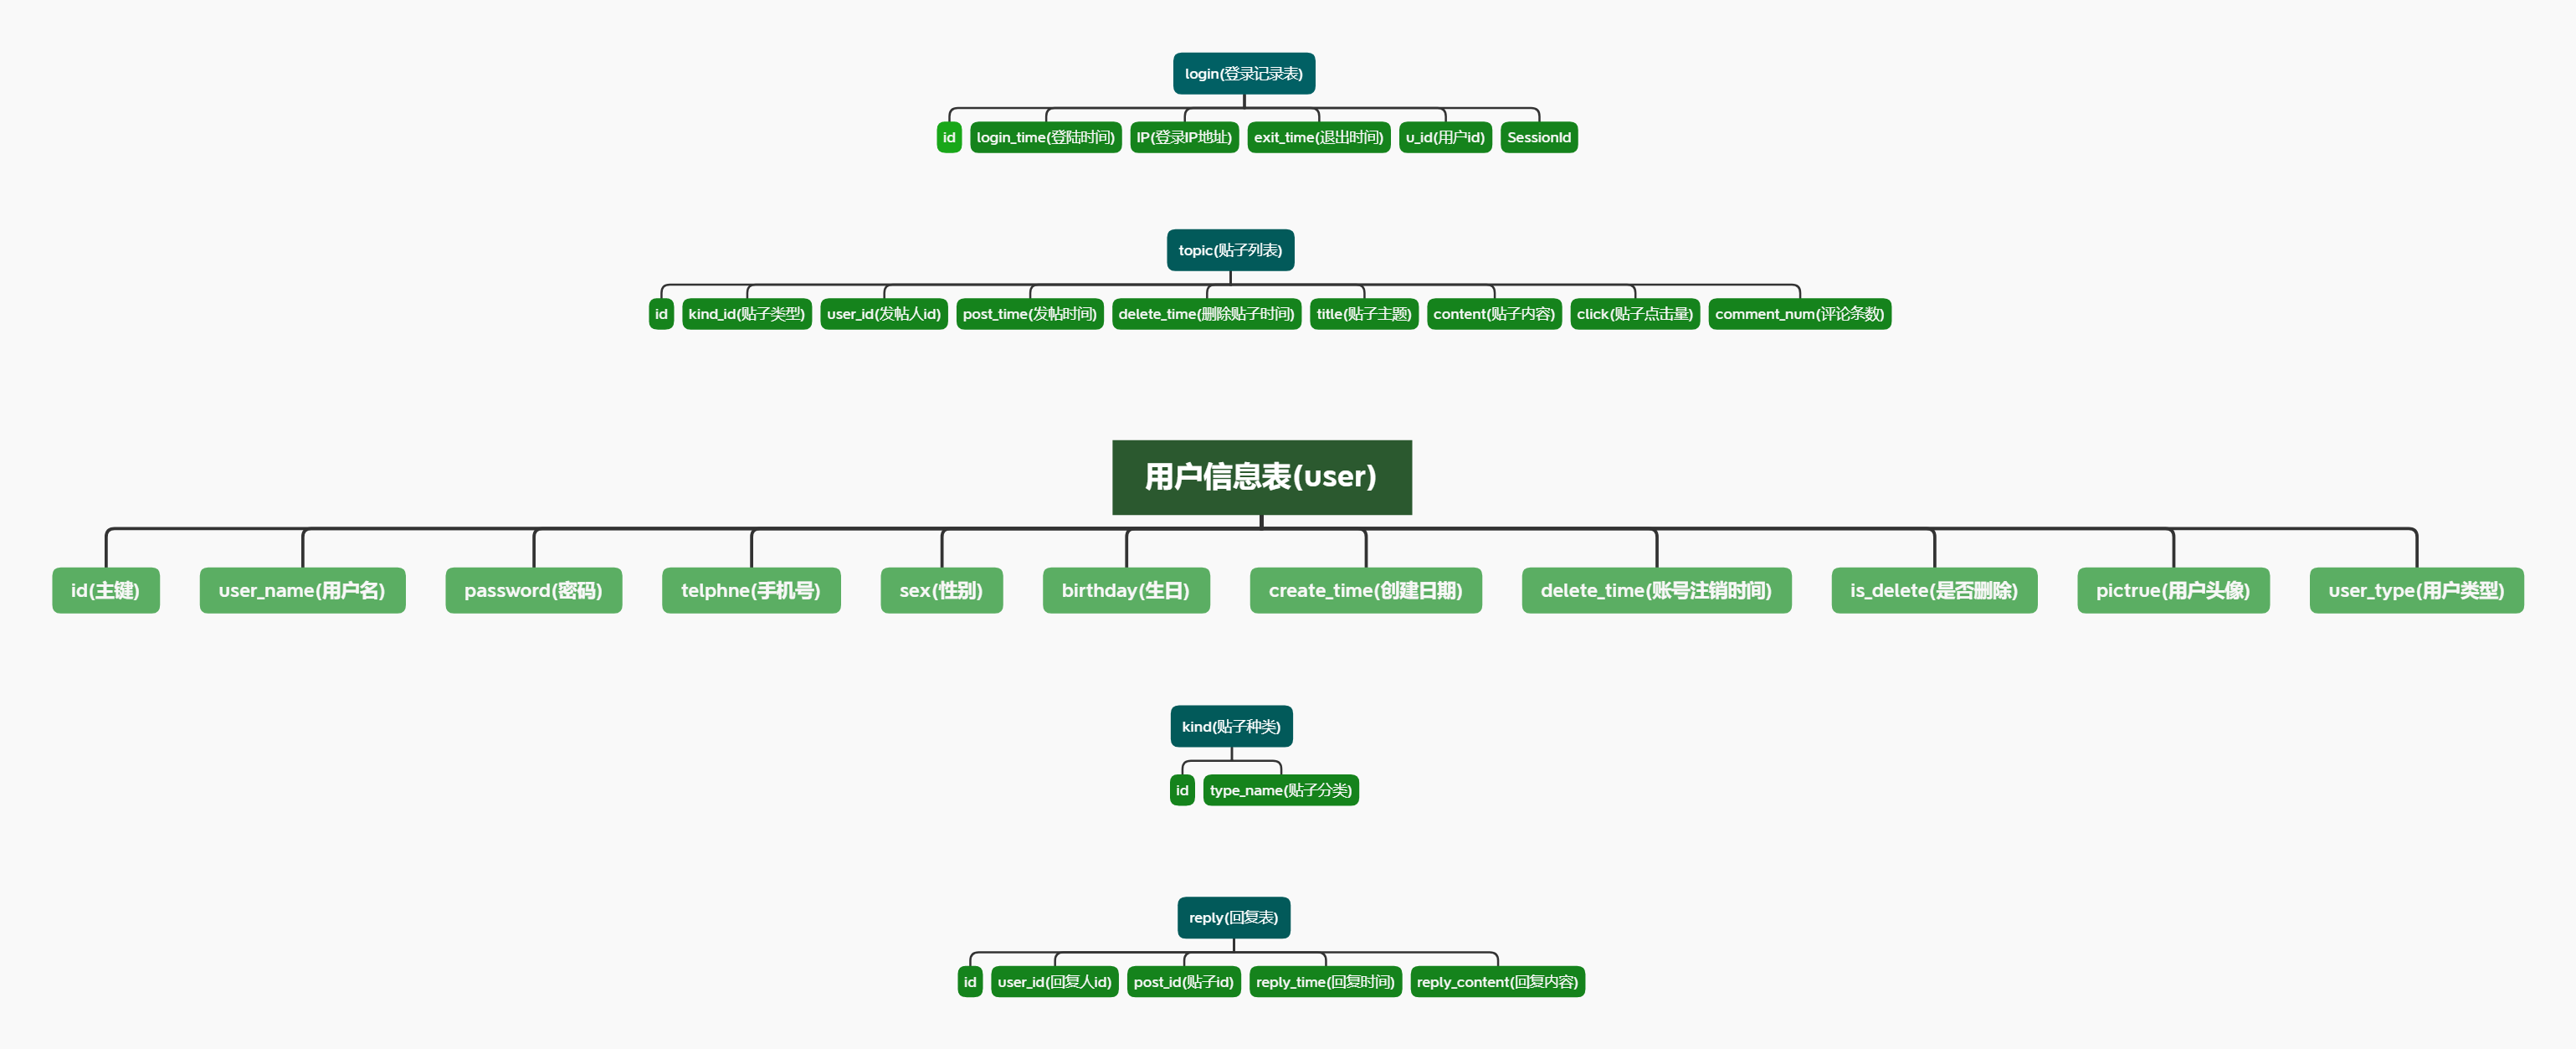 login(登录记录表)
id
login_time(登陆时间)
IP(登录IP地址)
exit_time(退出时间)
u_id(用户id)
SessionId
topic(贴子列表)
id
kind_id(贴子类型)
user_id(发帖人id)
post_time(发帖时间)
delete_time(删除贴子时间)
title(贴子主题)
content(贴子内容)
click(贴子点击量)
comment_num(评论条数)
用户信息表(user)
id(主键)
user_name(用户名)
password(密码)
telphne(手机号)
sex(性别)
birthday(生日)
create_time(创建日期)
delete_time(账号注销时间)
is_delete(是否删除)
pictrue(用户头像)
user_type(用户类型)
kind(贴子种类)
id
type_name(贴子分类)
reply(回复表)
id
user_id(回复人id)
post_id(贴子id)
reply_time(回复时间)
reply_content(回复内容)